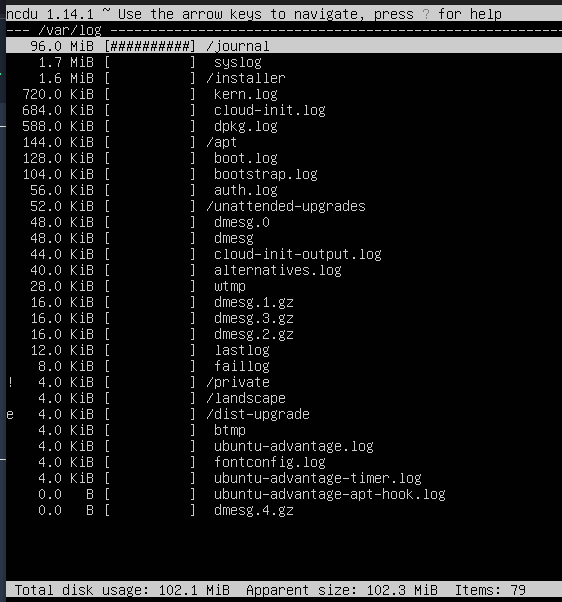 ncdu 1.14.1 ~ Use the arrow keys to navigate, press ? for help
--- /var/log ---------------------------------------------------------
   96.0 MiB [##########] /journal
    1.7 MiB [          ]  syslog
    1.6 MiB [          ] /installer
  720.0 KiB [          ]  kern.log
  684.0 KiB [          ]  cloud-init.log
  588.0 KiB [          ]  dpkg.log
  144.0 KiB [          ] /apt
  128.0 KiB [          ]  boot.log
  104.0 KiB [          ]  bootstrap.log
   56.0 KiB [          ]  auth.log
   52.0 KiB [          ] /unattended-upgrades
   48.0 KiB [          ]  dmesg.0
   48.0 KiB [          ]  dmesg
   44.0 KiB [          ]  cloud-init-output.log
   40.0 KiB [          ]  alternatives.log
   28.0 KiB [          ]  wtmp
   16.0 KiB [          ]  dmesg.1.gz
   16.0 KiB [          ]  dmesg.3.gz
   16.0 KiB [          ]  dmesg.2.gz
   12.0 KiB [          ]  lastlog
    8.0 KiB [          ]  faillog
!   4.0 KiB [          ] /private
    4.0 KiB [          ] /landscape
e   4.0 KiB [          ] /dist-upgrade
    4.0 KiB [          ]  btmp
    4.0 KiB [          ]  ubuntu-advantage.log
    4.0 KiB [          ]  fontconfig.log
    4.0 KiB [          ]  ubuntu-advantage-timer.log
    0.0   B [          ]  ubuntu-advantage-apt-hook.log
    0.0   B [          ]  dmesg.4.gz
Total disk usage: 102.1 MiB  Apparent size: 102.3 MiB  Items: 79